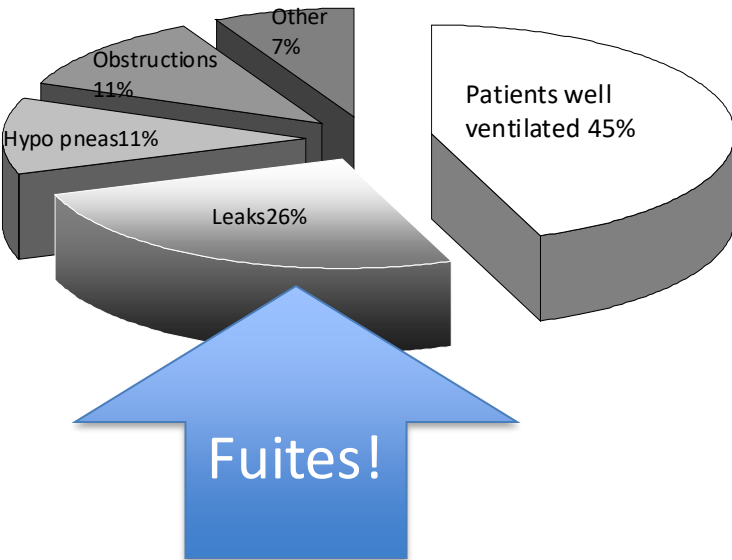 Other
7%
Obstructions
11%
Patients well
ventilated 45%
Hypo pneas11%
Leaks26%
Fuites!